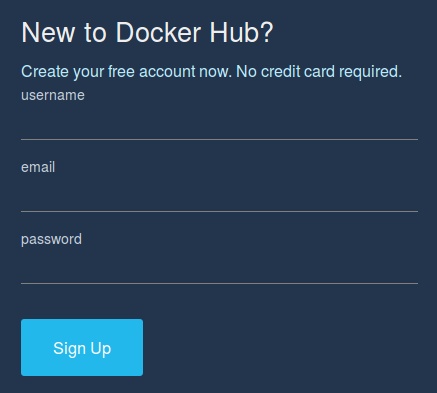 New to Docker Hub?
Create your free account now. No credit card required.
username
email
password
Sign Up